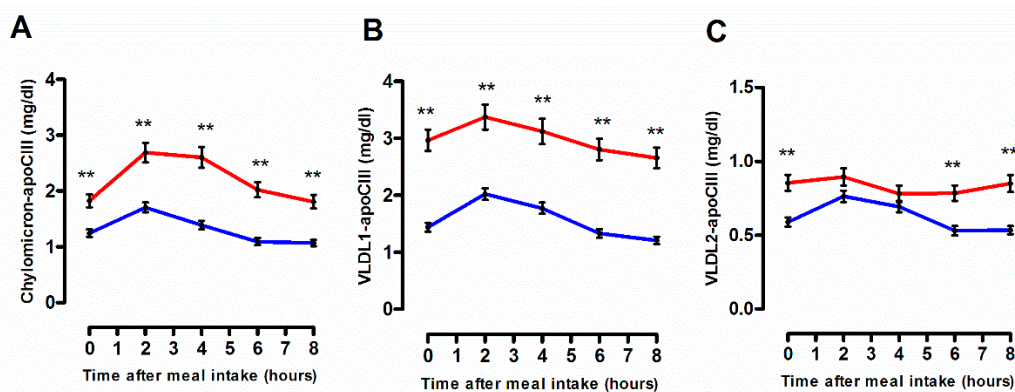 A
Chylomicron-apoCIII (mg/dl)
4
3
2
1
0
**
**
**
**
**
0 1 2 3 4 5 6 7 8
Time after meal intake (hours)
B
VLDL1-apoCIII (mg/dl)
4
3
2
1
0
**
**
**
**
**
0 1 2 3 4 5 6 7 8
Time after meal intake (hours)
C
VLDL2-apoCIII (mg/dl)
1.5
1.0
0.5
0.0
**
**
**
0 1 2 3 4 5 6 7 8
Time after meal intake (hours)